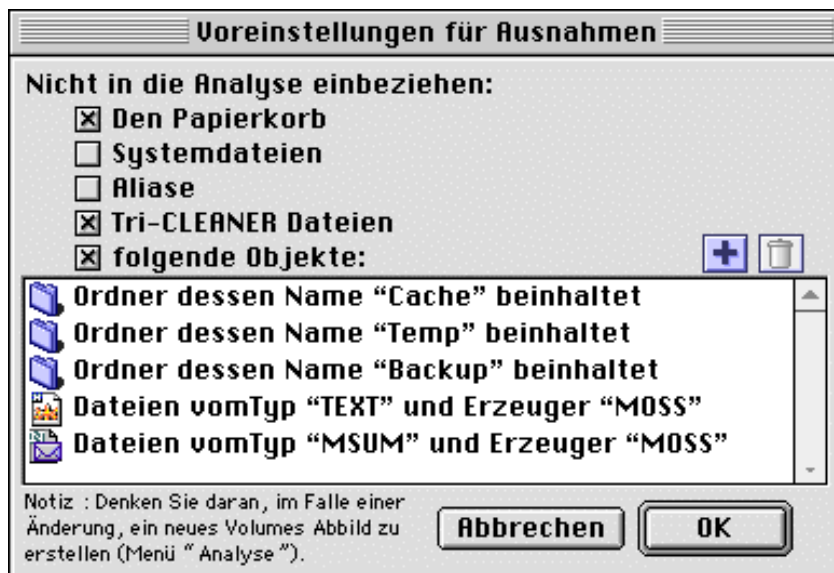 Voreinstellungen für Ausnahmen
Nicht in die Analyse einbeziehen:
Den Papierkorb
Systemdateien
Aliase
Tri-CLEANER Dateien
folgende Objekte:
Ordner dessen Name “Cache” beinhaltet
Ordner dessen Name “Temp” beinhaltet
Ordner dessen Name “Backup” beinhaltet
Dateien vomTyp “TEXT” und Erzeuger “MOSS”
Dateien vomTyp “MSUM” und Erzeuger “MOSS”
Notiz : Denken Sie daran, im Falle einer
Änderung, ein neues Volumes Abbild zu
erstellen (Menü “ Analyse ”).
Abbrechen
OK